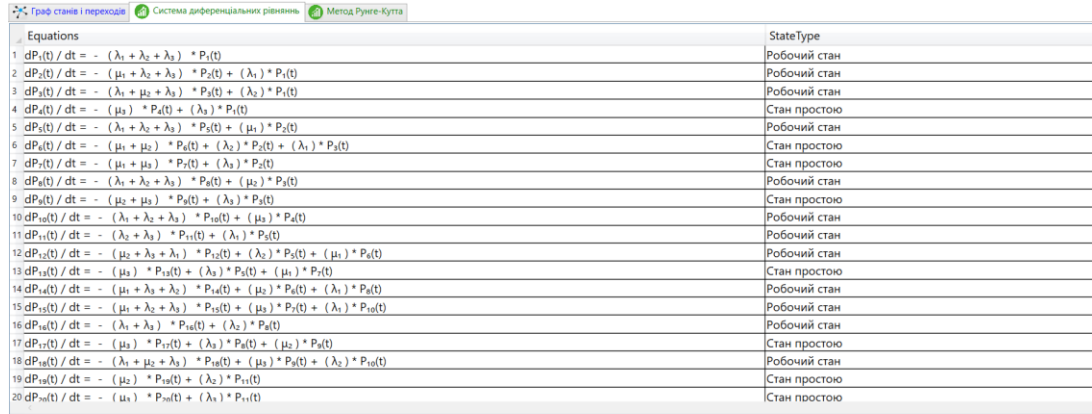 Граф станів і переходів Система диференціальних рівняннь Метод Рунге-Кутта
Equations StateType
1 dP₁(t) / dt = - ( λ₁ + λ₂ + λ₃ ) * P₁(t) Робочий стан
2 dP₂(t) / dt = - ( μ₁ + λ₂ + λ₃ ) * P₂(t) + ( λ₁ ) * P₁(t) Робочий стан
3 dP₃(t) / dt = - ( λ₁ + μ₂ + λ₃ ) * P₃(t) + ( λ₂ ) * P₁(t) Робочий стан
4 dP₄(t) / dt = - ( μ₃ ) * P₄(t) + ( λ₃ ) * P₁(t) Стан простою
5 dP₅(t) / dt = - ( λ₁ + λ₂ + λ₃ ) * P₅(t) + ( μ₁ ) * P₂(t) Робочий стан
6 dP₆(t) / dt = - ( μ₁ + μ₂ ) * P₆(t) + ( λ₂ ) * P₂(t) + ( λ₁ ) * P₃(t) Стан простою
7 dP₇(t) / dt = - ( μ₁ + μ₃ ) * P₇(t) + ( λ₃ ) * P₂(t) Стан простою
8 dP₈(t) / dt = - ( λ₁ + λ₂ + λ₃ ) * P₈(t) + ( μ₂ ) * P₃(t) Робочий стан
9 dP₉(t) / dt = - ( μ₂ + μ₃ ) * P₉(t) + ( λ₃ ) * P₃(t) Стан простою
10 dP₁₀(t) / dt = - ( λ₁ + λ₂ + λ₃ ) * P₁₀(t) + ( μ₃ ) * P₄(t) Робочий стан
11 dP₁₁(t) / dt = - ( λ₂ + λ₃ ) * P₁₁(t) + ( λ₁ ) * P₅(t) Робочий стан
12 dP₁₂(t) / dt = - ( μ₂ + λ₃ + λ₁ ) * P₁₂(t) + ( λ₂ ) * P₅(t) + ( μ₁ ) * P₆(t) Робочий стан
13 dP₁₃(t) / dt = - ( μ₃ ) * P₁₃(t) + ( λ₃ ) * P₅(t) + ( μ₁ ) * P₇(t) Стан простою
14 dP₁₄(t) / dt = - ( μ₁ + λ₃ + λ₂ ) * P₁₄(t) + ( μ₂ ) * P₆(t) + ( λ₁ ) * P₈(t) Робочий стан
15 dP₁₅(t) / dt = - ( μ₁ + λ₂ + λ₃ ) * P₁₅(t) + ( μ₃ ) * P₇(t) + ( λ₁ ) * P₁₀(t) Робочий стан
16 dP₁₆(t) / dt = - ( λ₁ + λ₃ ) * P₁₆(t) + ( λ₂ ) * P₈(t) Робочий стан
17 dP₁₇(t) / dt = - ( μ₃ ) * P₁₇(t) + ( λ₃ ) * P₈(t) + ( μ₂ ) * P₉(t) Стан простою
18 dP₁₈(t) / dt = - ( λ₁ + μ₂ + λ₃ ) * P₁₈(t) + ( μ₃ ) * P₉(t) + ( λ₂ ) * P₁₀(t) Робочий стан
19 dP₁₉(t) / dt = - ( μ₂ ) * P₁₉(t) + ( λ₂ ) * P₁₁(t) Стан простою
20 dP₂₀(t) / dt = - ( μ₃ ) * P₂₀(t) + ( λ₃ ) * P₁₁(t) Стан простою